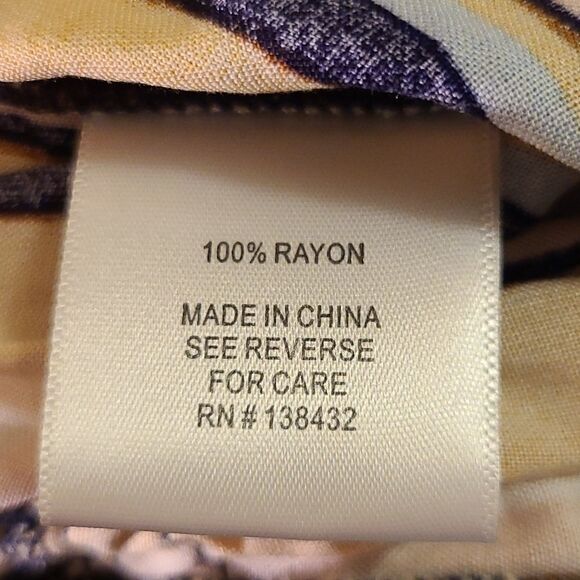 100% RAYON
MADE IN CHINA
SEE REVERSE
FOR CARE
RN # 138432